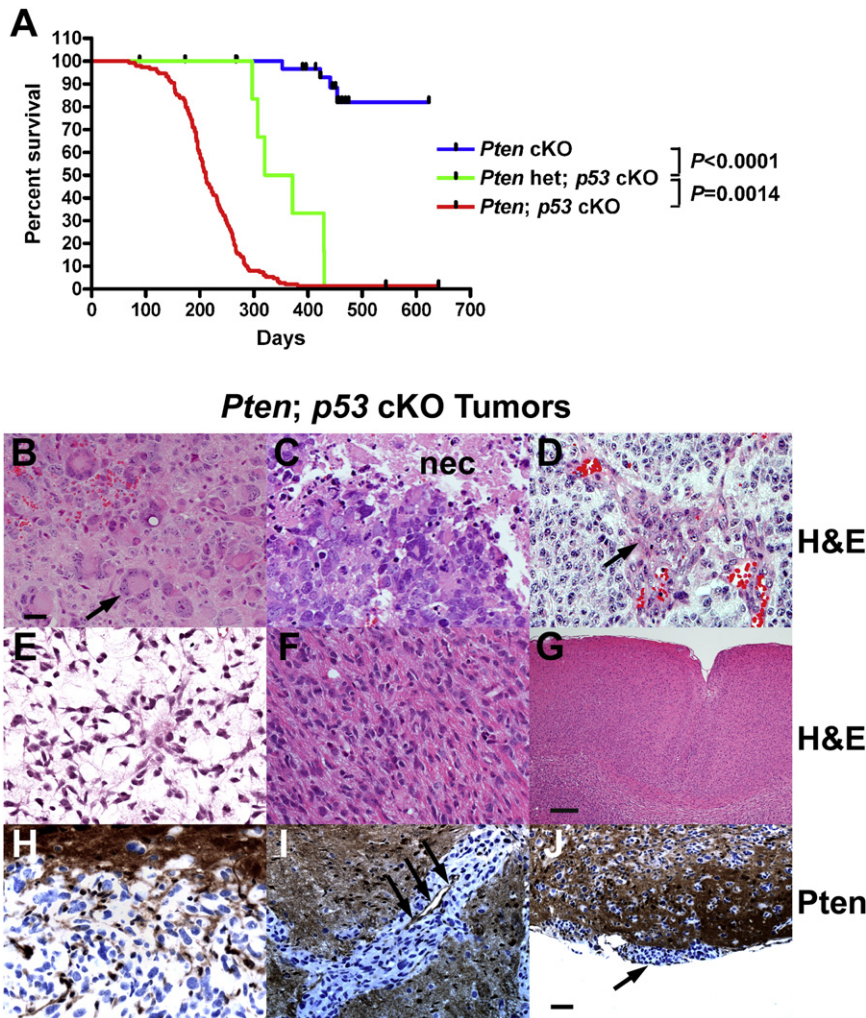 A
110
100
90
80
70
60
50
40
30
20
10
0
Percent survival
0 100 200 300 400 500 600 700
Days
Pten cKO
Pten het; p53 cKO
Pten; p53 cKO
P<0.0001
P=0.0014
Pten; p53 cKO Tumors
B
C
nec
D
H&E
E
F
G
H&E
H
I
J
Pten